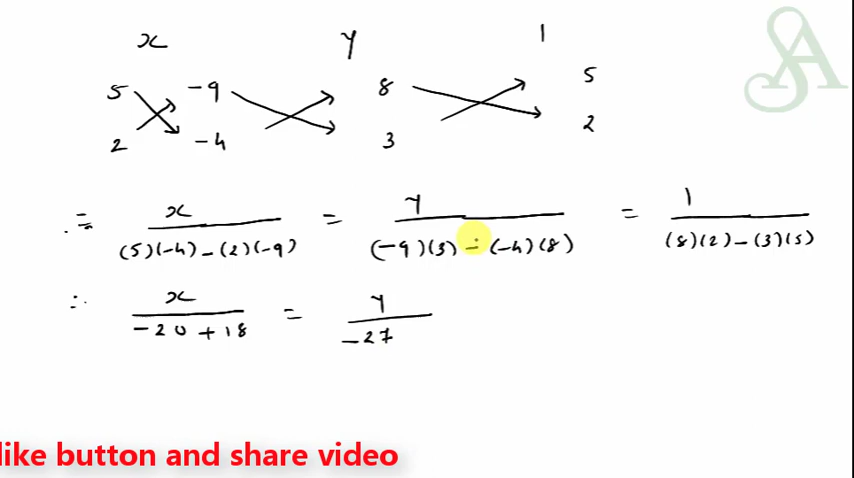 x y 1
5 -9 8 5
2 -4 3 2
∴ x/((5)(-4)-(2)(-9)) = y/((-9)(3)-(-4)(8)) = 1/((8)(2)-(3)(5))
∴ x/(-20+18) = y/(-27
like button and share video
SA